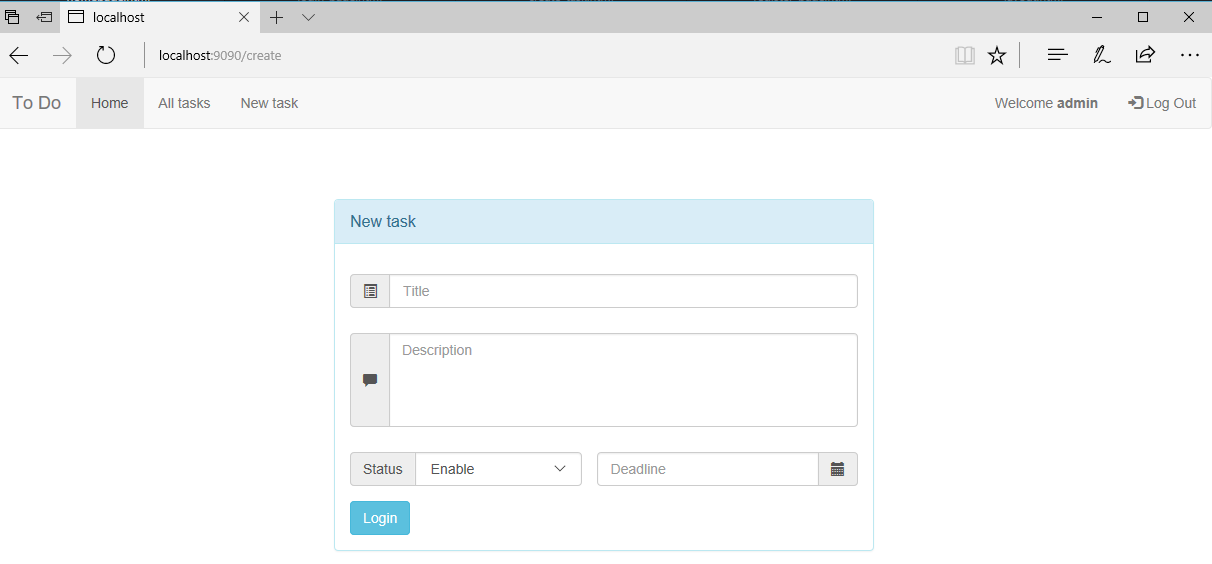 localhost
localhost:9090/create
To Do Home All tasks New task Welcome admin Log Out
New task
Title
Description
Status Enable Deadline
Login